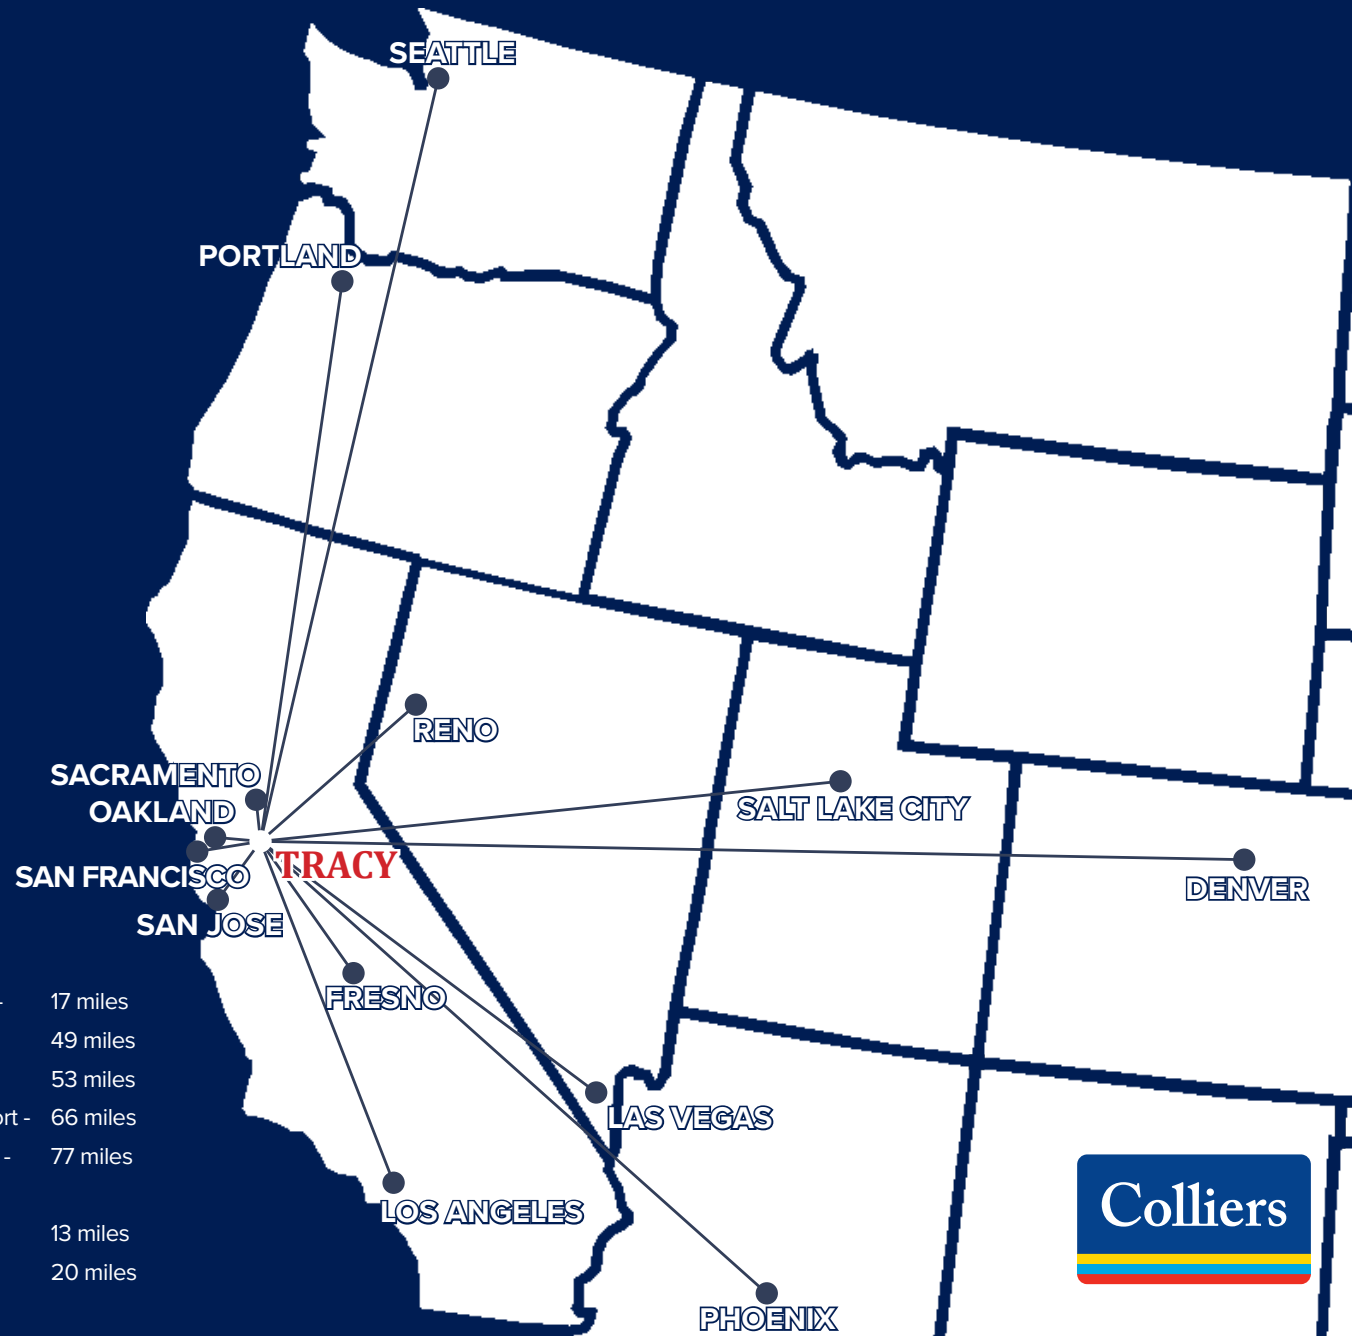 SEATTLE
PORTLAND
RENO
SACRAMENTO
OAKLAND
SALT LAKE CITY
TRACY
SAN FRANCISCO
DENVER
SAN JOSE
FRESNO
- 17 miles
49 miles
53 miles
ort - 66 miles
- 77 miles
LAS VEGAS
LOS ANGELES
Colliers
13 miles
20 miles
PHOENIX